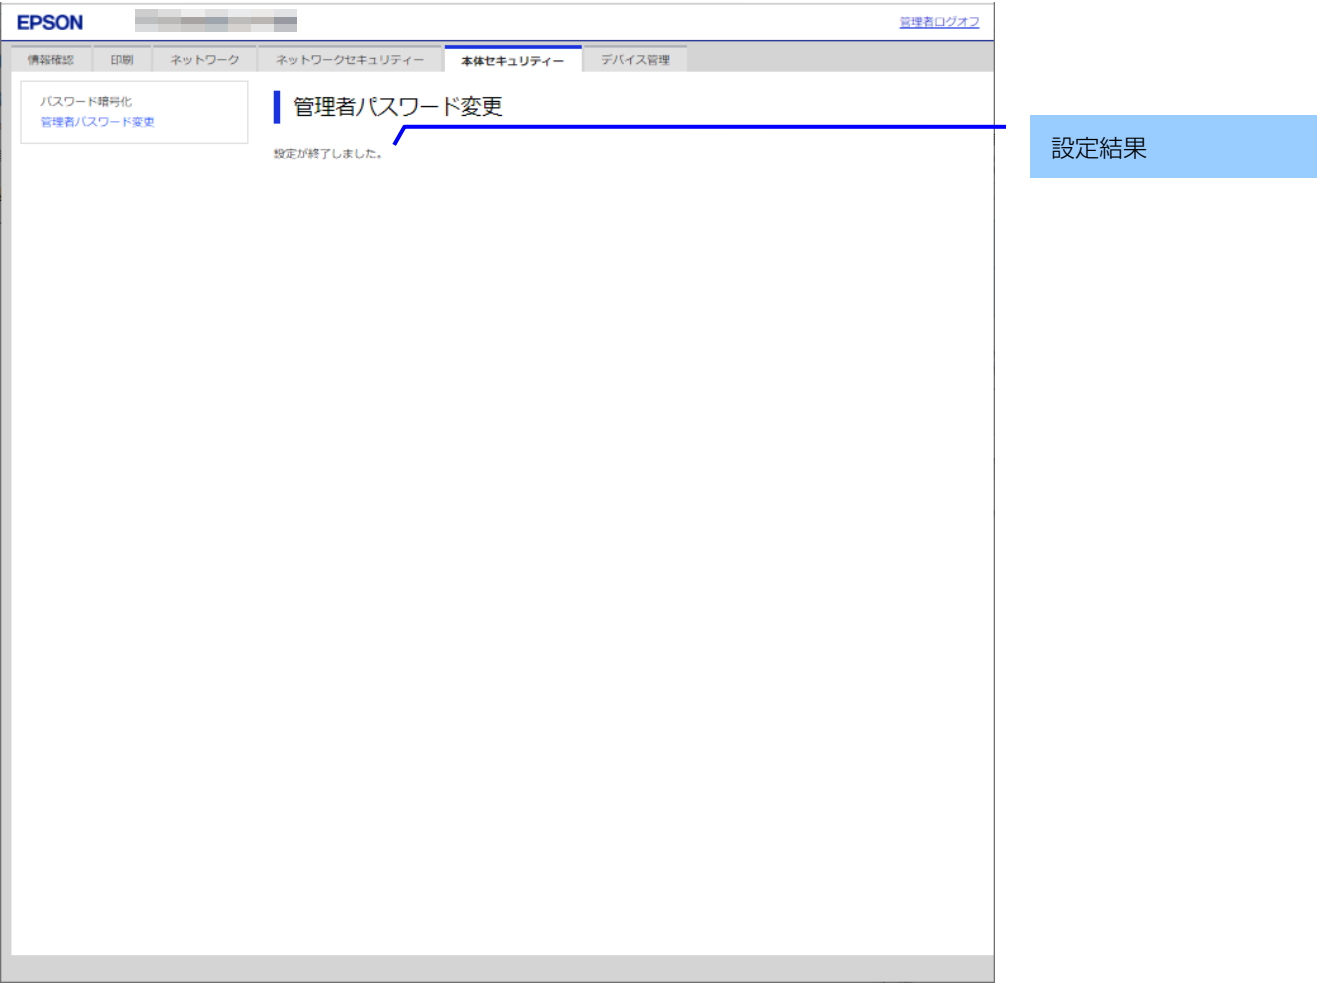 EPSON
管理者ログオフ
情報確認 印刷 ネットワーク ネットワークセキュリティー 本体セキュリティー デバイス管理
パスワード暗号化
管理者パスワード変更
管理者パスワード変更
設定が終了しました。
設定結果